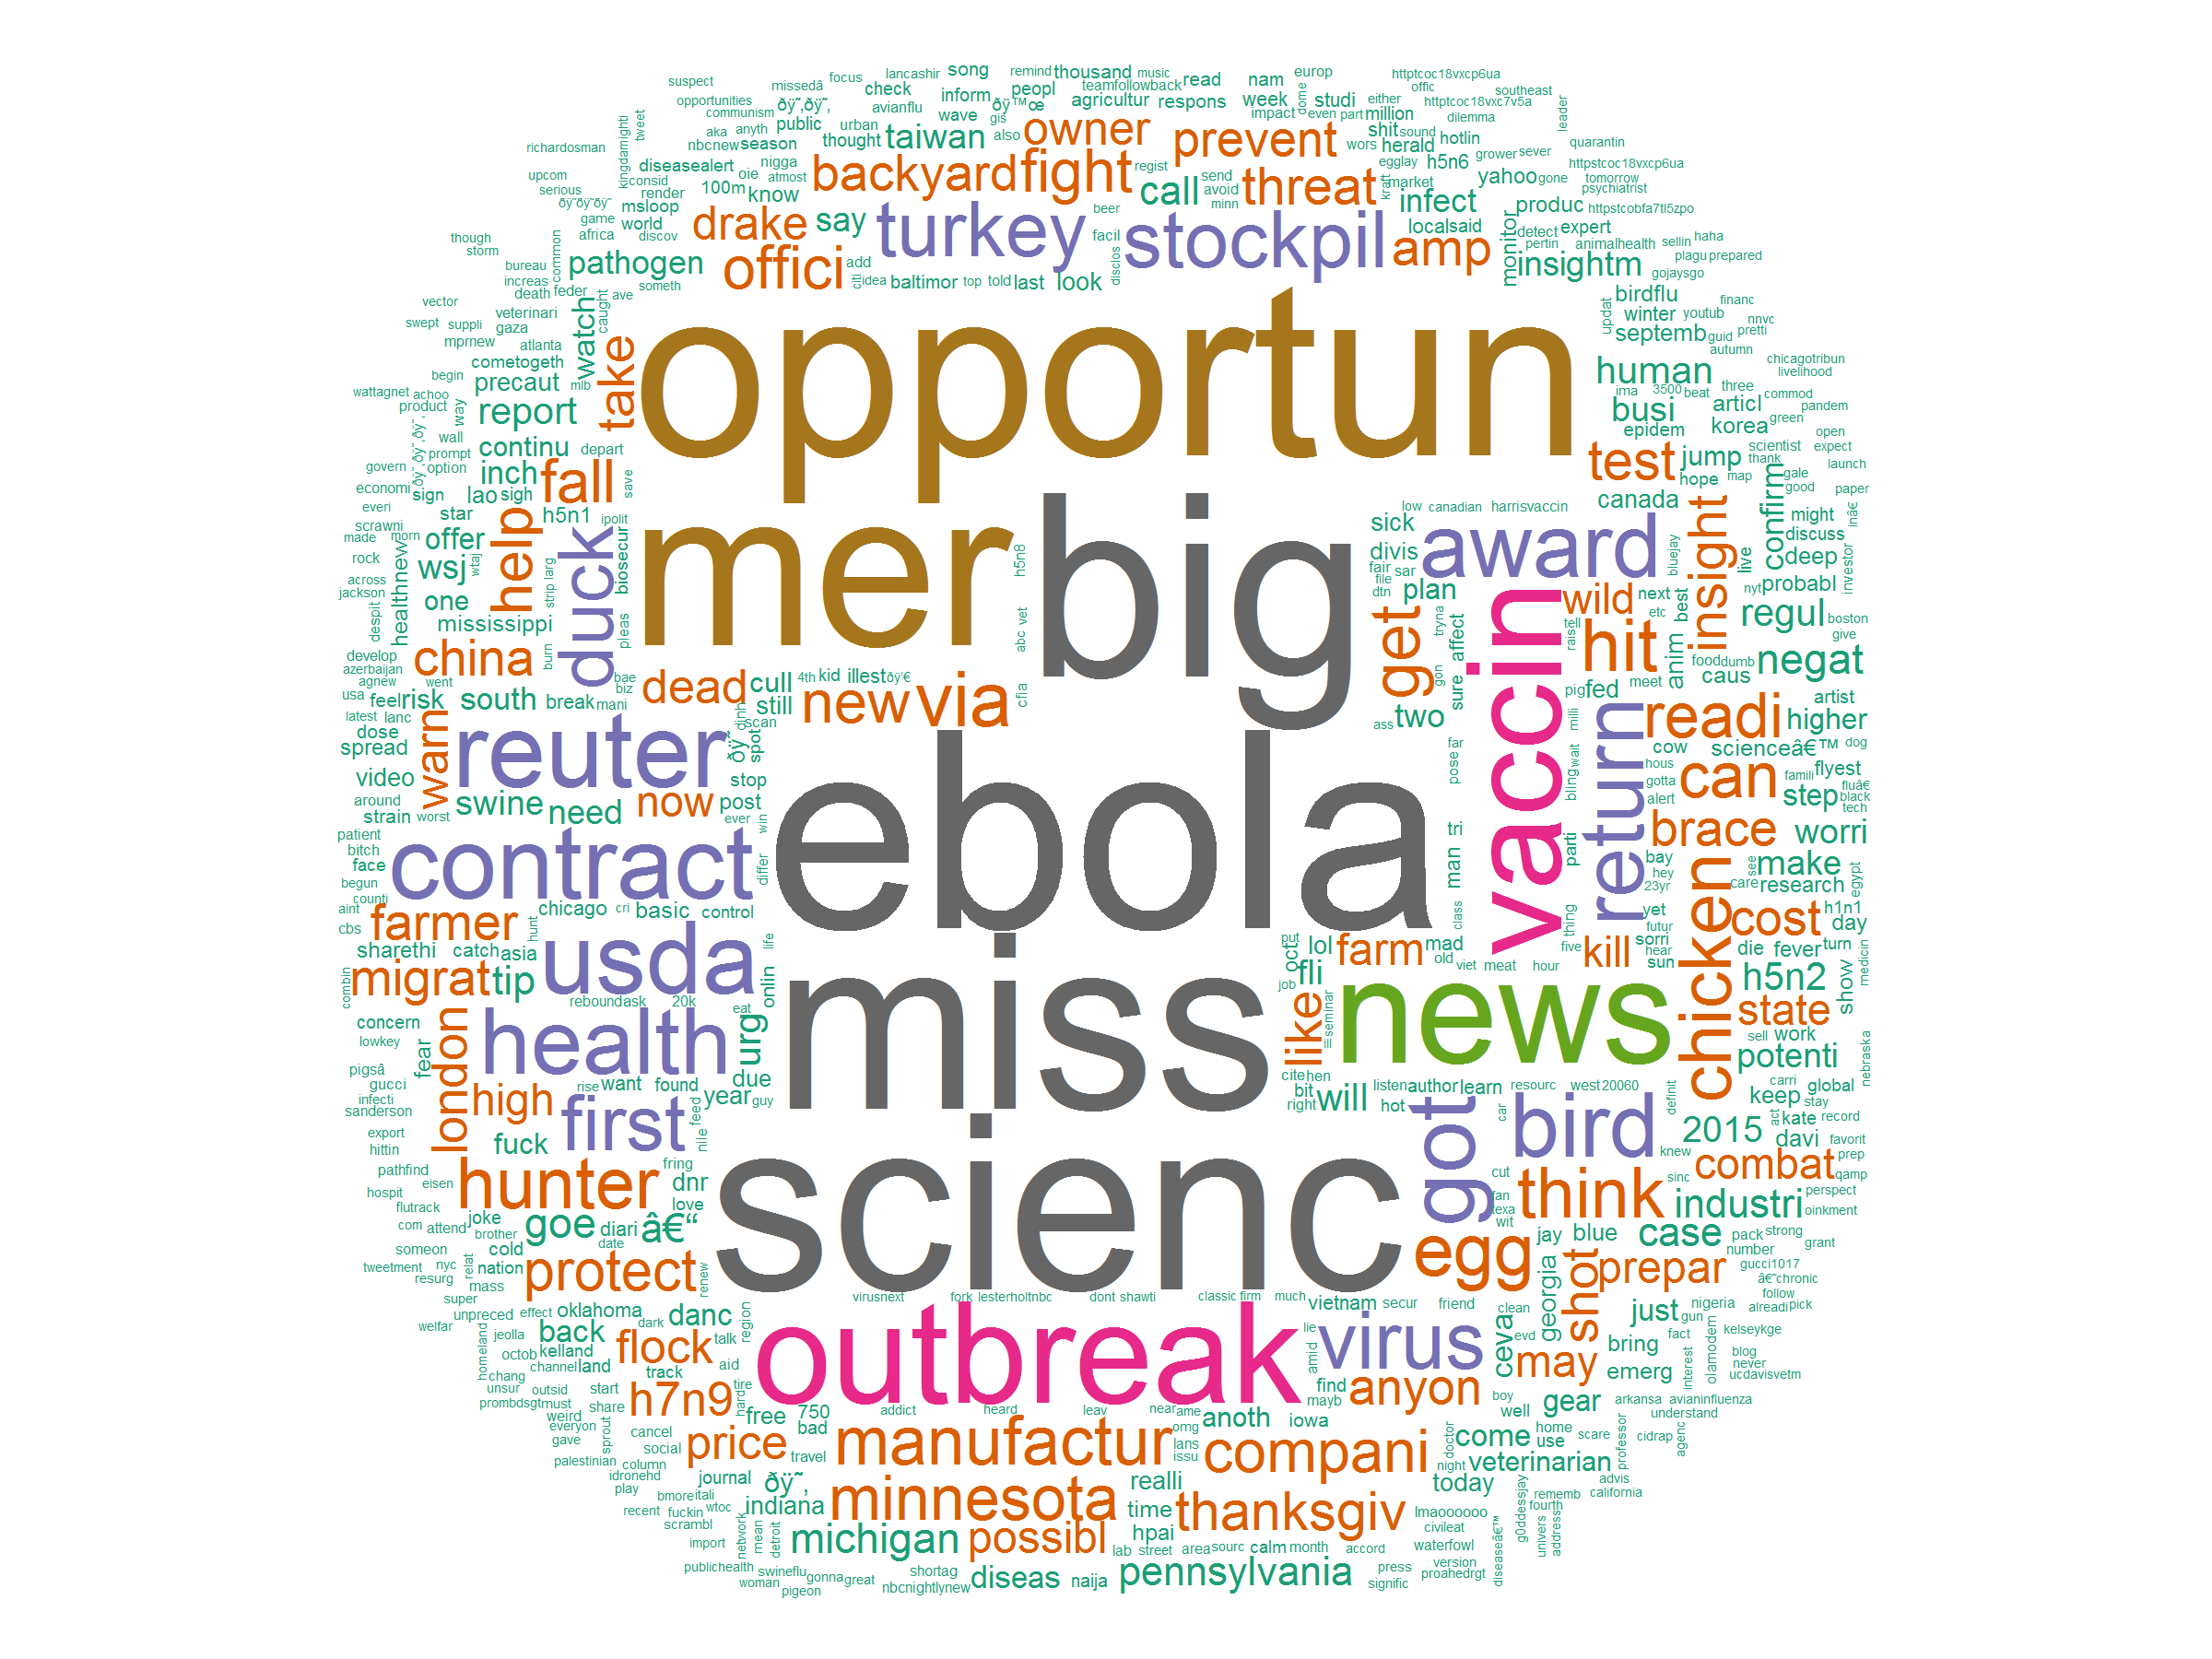 suspect missedâ focus lancashir song remind thousand music read nam europ httptcoc18vxcp6ua
opportunities ðÿ˜‚ðÿ˜‚ check avianflu inform peopl teamfollowback agricultur respons week dome studi either offic httptcoc18vxc7v5a southeast
communism public urban wave gis ðÿ™œ impact even part million dilemma leader
tweet aka anyth nbcnew season thought taiwan also owner prevent shit sound hotlin quarantin
richardosman kingdamighti diseasealert nigga backyard fight regist threat wors herald h5n6 grower sever httpstcoc18vxcp6ua
upcom consid oie atmost egglay yahoo gone tomorrow
serious render 100m know call send avoid minn kratt market psychiatrist
ðÿ˜ðÿ˜ðÿ˜ msloop drake say turkey beer stockpil infect produc httpstcobfa7tl5zpo
game world africa discov facil local said amp monitor detect expert
though storm common pathogen offici add disclos pertin animalhealth sellin haha
bureau increas someth citi idea baltimor top told last look insightm plagu prepared gojaysgo
death feder ave caught birdflu updat financ
vector veterinari gaza watch winter youtub nnvc
swept suppli mprnew atlanta take opportun septemb guid pretti autumn
cometogeth human chicagotribun livelihood
begin wattagnet achoo precaut mlb ima 3500 beat three commod
product way report busi articl green pandem
wall continu depart epidem korea open
prompt option test jump scientist expect
govern inch fall save hope map thank launch
economi sign lao sigh mer big canada confirm gale good paper
everi star h5n1 ipolit h5n8 low canadian harrisvaccin insight might inâ€
scrawni made morn offer help duck sick award discuss
rock healthnew wsj wtaj biosecur divis bluejay live deep
across jackson one strip larg fair sar file dtn plan vaccin wild next nyt probabl investor
despit mississippi pleas abc vet get tryna affect tell etc best regul boston give
develop china burn hit rais anim food dumb negat
azerbaijan agnew went bae biz dead cull kid 4th illest ðÿ˜€ gon sure pig fed meet caus
usa feel risk south break mani still new via cfia ass two milli return readi artist
latest lanc dose warn reuter dinh scan higher
spread ðÿ spot ebola far pose wait cow scienceâ€™ dog
video stop bling hous can famili flyest fluâ€
around strain worst swine need now post ever win gotta alert step black tech
patient bitch face contract differ tri man parti bay brace worri
begun counti chicago cri basic control hey chicken make see egypt
aint farmer hunt class thing 23yr yet care research
cbs sharethi catch asia usda life miss put lol oct farm mad old futur sorri cost h1n1 day
migrat tip onlin fli viet meat hour five kill hear sun die fever turn
combin rebound ask 20k eat job news h5n2 show medicin
concern lowkey london health urg like ill seminar state
fear sell work potenti nebraska
pigsâ gucci rise want found due cite hen listen author learn resourc west 20060 carri global
infecti sanderson high feed year guy bit right will hot definit keep stay
export hittin first nile scienc got car bird 2015 act kate record
fuck davi favorit
pathfind eisen hunter fring cut knew combat prep qamp
hospit flutrack dnr love fan texa wit think sinc perspect
com attend joke goe diari â€“ industri oinkment
someon brother cold date egg jay blue case pack strong
tweetment nyc relat nation protect renew shot prepar number grant
resurg mass gucci1017
super virusnext fork lesterholtnbc dont shawti classic firm much vietnam secur friend georgia â€˜ chronic
unpreced effect oklahoma danc outbreak clean just nigeria follow
welfar back dark region lie virus alreadi pick
homeland jeolla octob kelland flock talk amid evd ceva bring gun kelseykge
channel land aid may fact interest blog never
chang unsur outsid start track tire find emerg olamodem ucdavisvetm
prombdsgt must share h7n9 hard mayb anyon boy gear arkansa avianinfluenza
weird free 750 addict heard leav near ame anoth iowa well understand
everyon gave sprout cancel bad omg home scare professor cidrap
social price manufactur lans issu compani doctor come use agenc
palestinian column travel night veterinarian
idronehd journal ðÿ˜‚ realli today advis
play bmore itali indiana minnesota time thanksgiv rememb california
recent fuckin wtoc fourth g0ddessjay
scrambl network mean detroit michigan possibl hpai lmaoooooo civileat univers address
import lab street area sourc calm month accord waterfowl
publichealth swineflu gonna great shortag diseas naija pennsylvania press version diseaseâ€™
woman pigeon nbcnightlynew signific proahedrgt